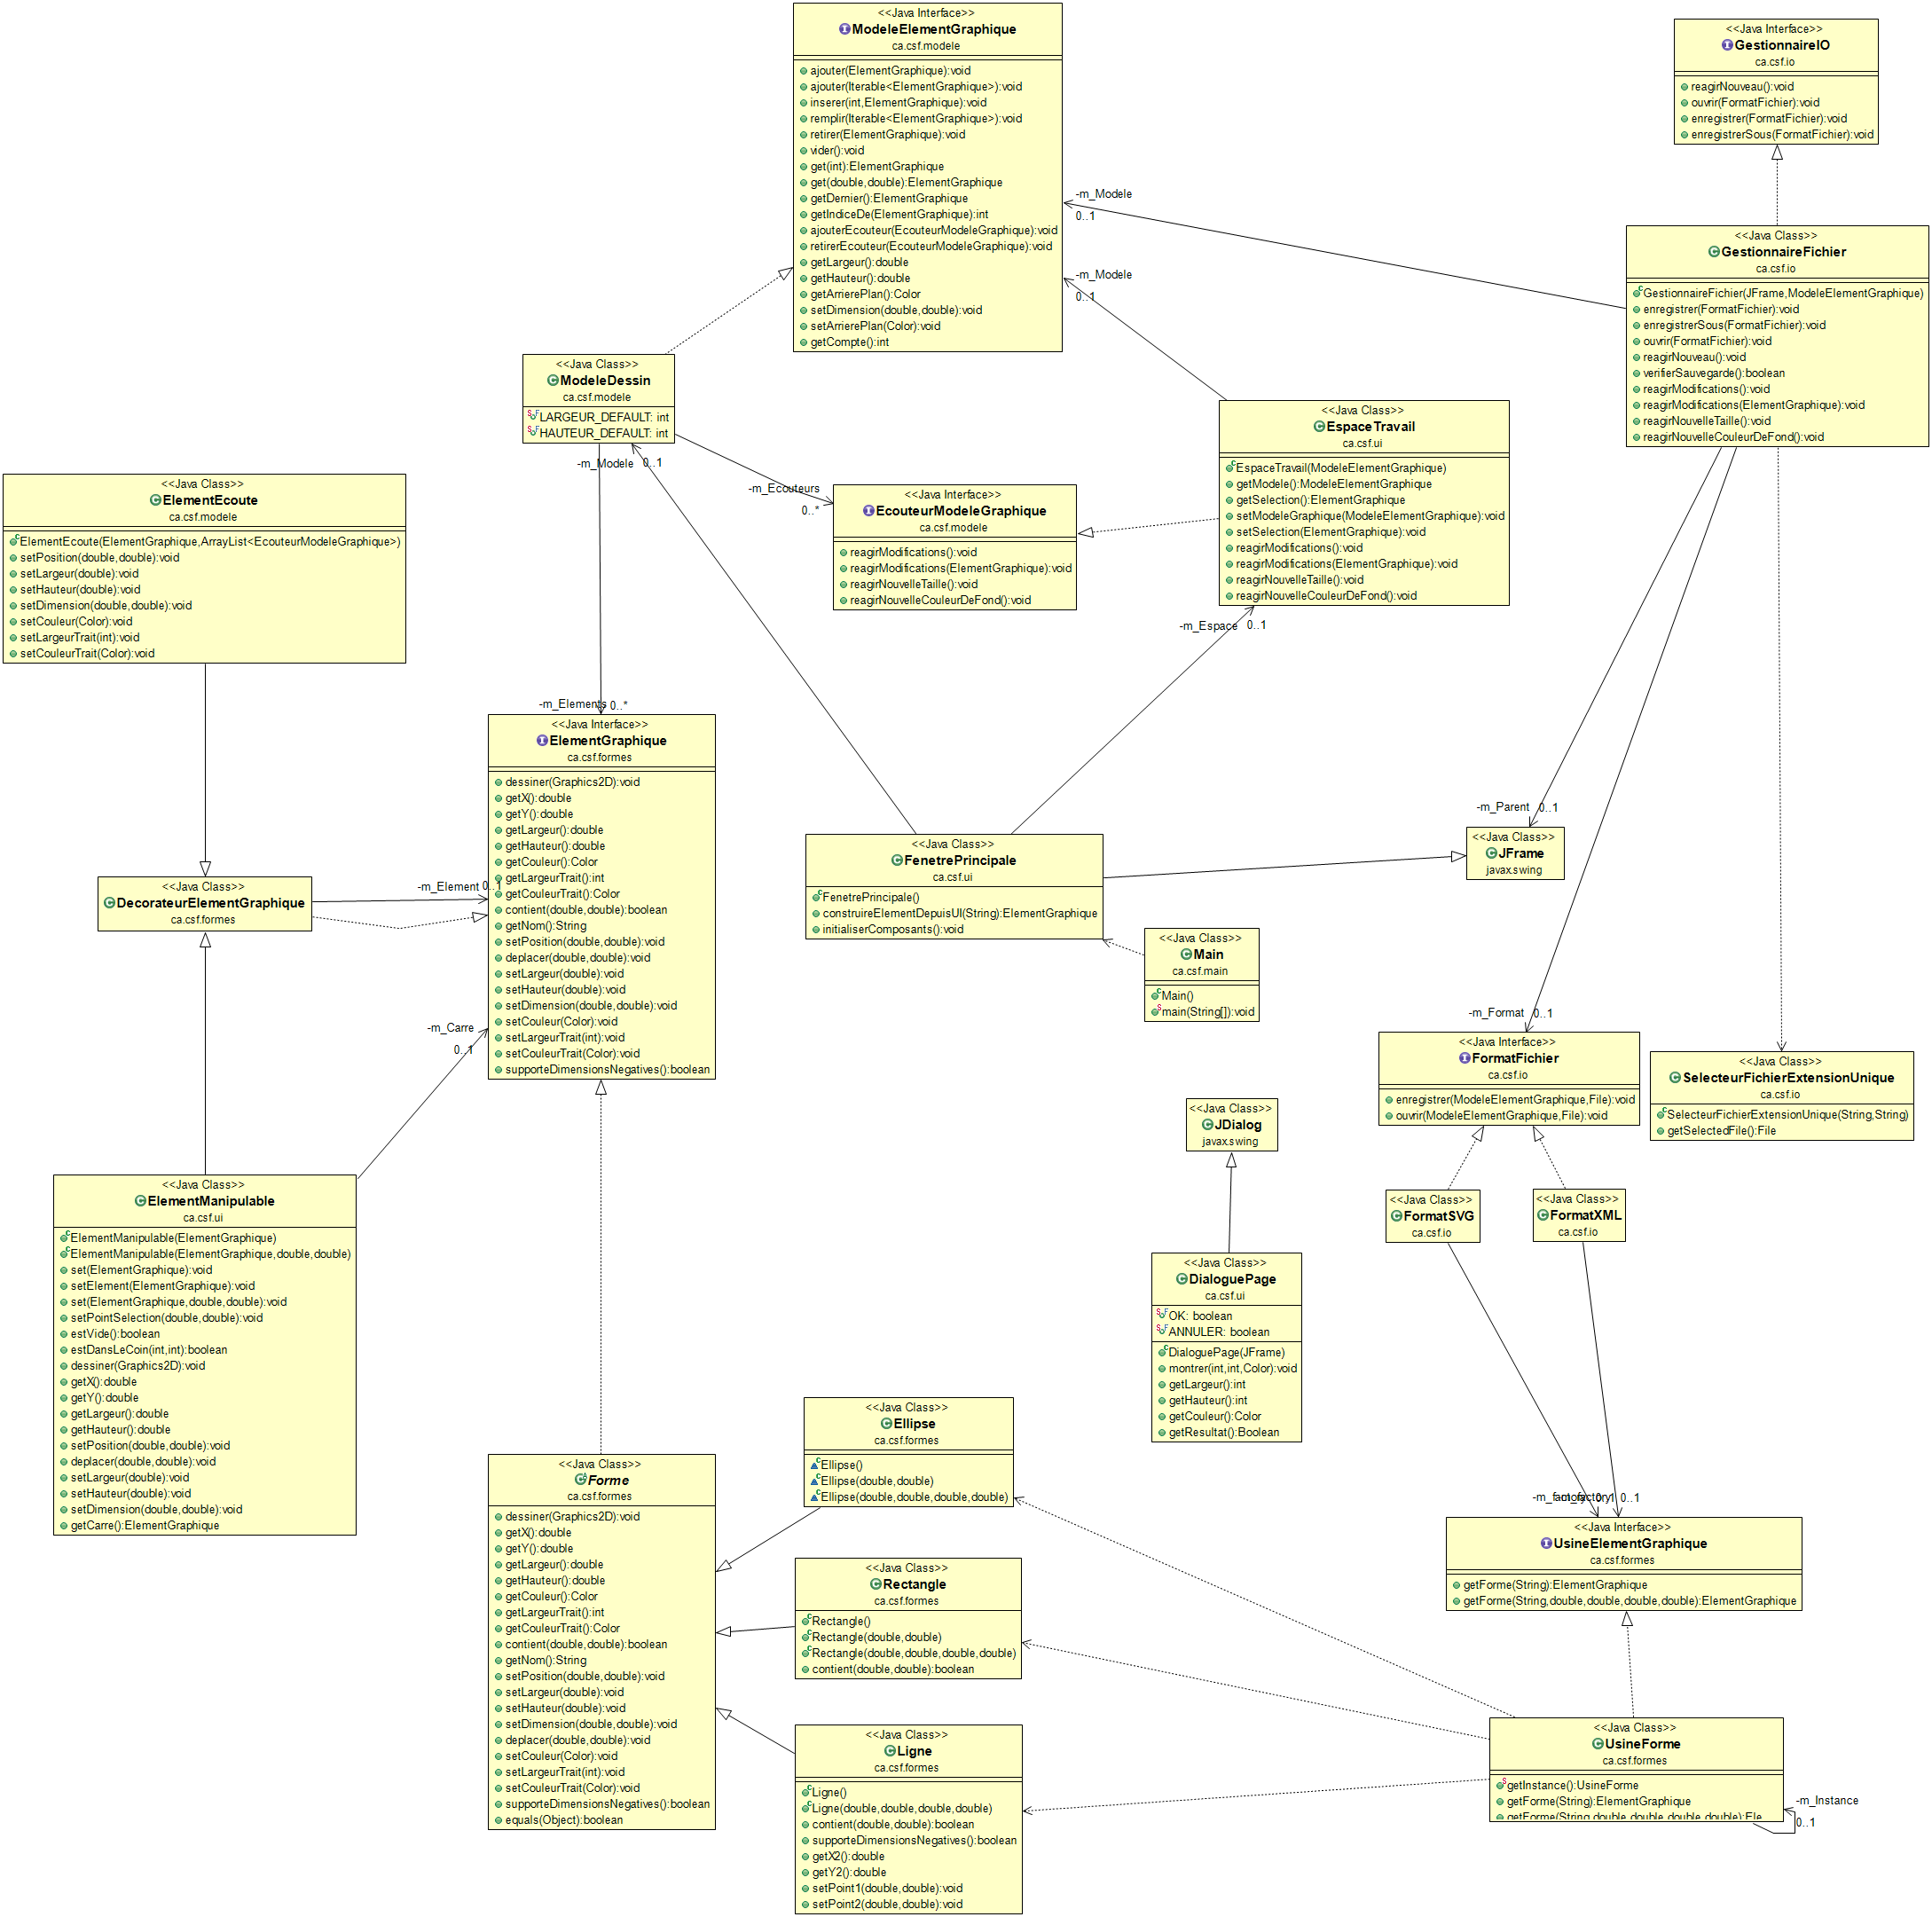 <<Java Interface>>
ModeleElementGraphique
ca.csf.modele
ajouter(ElementGraphique):void
ajouter(Iterable<ElementGraphique>):void
inserer(int,ElementGraphique):void
remplir(Iterable<ElementGraphique>):void
retirer(ElementGraphique):void
vider():void
get(int):ElementGraphique
get(double,double):ElementGraphique
getDernier():ElementGraphique
getIndiceDe(ElementGraphique):int
ajouterEcouteur(EcouteurModeleGraphique):void
retirerEcouteur(EcouteurModeleGraphique):void
getLargeur():double
getHauteur():double
getArrierePlan():Color
setDimension(double,double):void
setArrierePlan(Color):void
getCompte():int
<<Java Interface>>
GestionnaireIO
ca.csf.io
reagirNouveau():void
ouvrir(FormatFichier):void
enregistrer(FormatFichier):void
enregistrerSous(FormatFichier):void
-m_Modele
0..1
<<Java Class>>
GestionnaireFichier
ca.csf.io
GestionnaireFichier(JFrame,ModeleElementGraphique)
enregistrer(FormatFichier):void
enregistrerSous(FormatFichier):void
ouvrir(FormatFichier):void
reagirNouveau():void
verifierSauvegarde():boolean
reagirModifications():void
reagirModifications(ElementGraphique):void
reagirNouvelleTaille():void
reagirNouvelleCouleurDeFond():void
-m_Modele
0..1
<<Java Class>>
ModeleDessin
ca.csf.modele
LARGEUR_DEFAULT: int
HAUTEUR_DEFAULT: int
-m_Modele 0..1
-m_Ecouteurs
0..*
<<Java Class>>
EspaceTravail
ca.csf.ui
EspaceTravail(ModeleElementGraphique)
getModele():ModeleElementGraphique
getSelection():ElementGraphique
setModeleGraphique(ModeleElementGraphique):void
setSelection(ElementGraphique):void
reagirModifications():void
reagirModifications(ElementGraphique):void
reagirNouvelleTaille():void
reagirNouvelleCouleurDeFond():void
-m_Espace 0..1
<<Java Interface>>
EcouteurModeleGraphique
ca.csf.modele
reagirModifications():void
reagirModifications(ElementGraphique):void
reagirNouvelleTaille():void
reagirNouvelleCouleurDeFond():void
<<Java Class>>
ElementEcoute
ca.csf.modele
ElementEcoute(ElementGraphique,ArrayList<EcouteurModeleGraphique>)
setPosition(double,double):void
setLargeur(double):void
setHauteur(double):void
setDimension(double,double):void
setCouleur(Color):void
setLargeurTrait(int):void
setCouleurTrait(Color):void
-m_Elements 0..*
<<Java Interface>>
ElementGraphique
ca.csf.formes
dessiner(Graphics2D):void
getX():double
getY():double
getLargeur():double
getHauteur():double
getCouleur():Color
getLargeurTrait():int
getCouleurTrait():Color
contient(double,double):boolean
getNom():String
setPosition(double,double):void
deplacer(double,double):void
setLargeur(double):void
setHauteur(double):void
setDimension(double,double):void
setCouleur(Color):void
setLargeurTrait(int):void
setCouleurTrait(Color):void
supporteDimensionsNegatives():boolean
<<Java Class>>
DecorateurElementGraphique
ca.csf.formes
-m_Element 0..1
-m_Carre
0..1
<<Java Class>>
FenetrePrincipale
ca.csf.ui
FenetrePrincipale()
construireElementDepuisUI(String):ElementGraphique
initialiserComposants():void
-m_Parent 0..1
<<Java Class>>
JFrame
javax.swing
<<Java Class>>
Main
ca.csf.main
Main()
main(String[]):void
-m_Format 0..1
<<Java Interface>>
FormatFichier
ca.csf.io
enregistrer(ModeleElementGraphique,File):void
ouvrir(ModeleElementGraphique,File):void
<<Java Class>>
SelecteurFichierExtensionUnique
ca.csf.io
SelecteurFichierExtensionUnique(String,String)
getSelectedFile():File
<<Java Class>>
JDialog
javax.swing
<<Java Class>>
ElementManipulable
ca.csf.ui
ElementManipulable(ElementGraphique)
ElementManipulable(ElementGraphique,double,double)
set(ElementGraphique):void
setElement(ElementGraphique):void
set(ElementGraphique,double,double):void
setPointSelection(double,double):void
estVide():boolean
estDansLeCoin(int,int):boolean
dessiner(Graphics2D):void
getX():double
getY():double
getLargeur():double
getHauteur():double
setPosition(double,double):void
deplacer(double,double):void
setLargeur(double):void
setHauteur(double):void
setDimension(double,double):void
getCarre():ElementGraphique
<<Java Class>>
FormatSVG
ca.csf.io
<<Java Class>>
FormatXML
ca.csf.io
<<Java Class>>
DialoguePage
ca.csf.ui
OK: boolean
ANNULER: boolean
DialoguePage(JFrame)
montrer(int,int,Color):void
getLargeur():int
getHauteur():int
getCouleur():Color
getResultat():Boolean
<<Java Class>>
Ellipse
ca.csf.formes
Ellipse()
Ellipse(double,double)
Ellipse(double,double,double,double)
<<Java Class>>
Forme
ca.csf.formes
dessiner(Graphics2D):void
getX():double
getY():double
getLargeur():double
getHauteur():double
getCouleur():Color
getLargeurTrait():int
getCouleurTrait():Color
contient(double,double):boolean
getNom():String
setPosition(double,double):void
setLargeur(double):void
setHauteur(double):void
setDimension(double,double):void
deplacer(double,double):void
setCouleur(Color):void
setLargeurTrait(int):void
setCouleurTrait(Color):void
supporteDimensionsNegatives():boolean
equals(Object):boolean
0..1
<<Java Interface>>
UsineElementGraphique
ca.csf.formes
getForme(String):ElementGraphique
getForme(String,double,double,double,double):ElementGraphique
<<Java Class>>
Rectangle
ca.csf.formes
Rectangle()
Rectangle(double,double)
Rectangle(double,double,double,double)
contient(double,double):boolean
<<Java Class>>
Ligne
ca.csf.formes
Ligne()
Ligne(double,double,double,double)
contient(double,double):boolean
supporteDimensionsNegatives():boolean
getX2():double
getY2():double
setPoint1(double,double):void
setPoint2(double,double):void
<<Java Class>>
UsineForme
ca.csf.formes
getInstance():UsineForme
getForme(String):ElementGraphique
getForme(String,double,double,double,double):Ele
-m_Instance
0..1